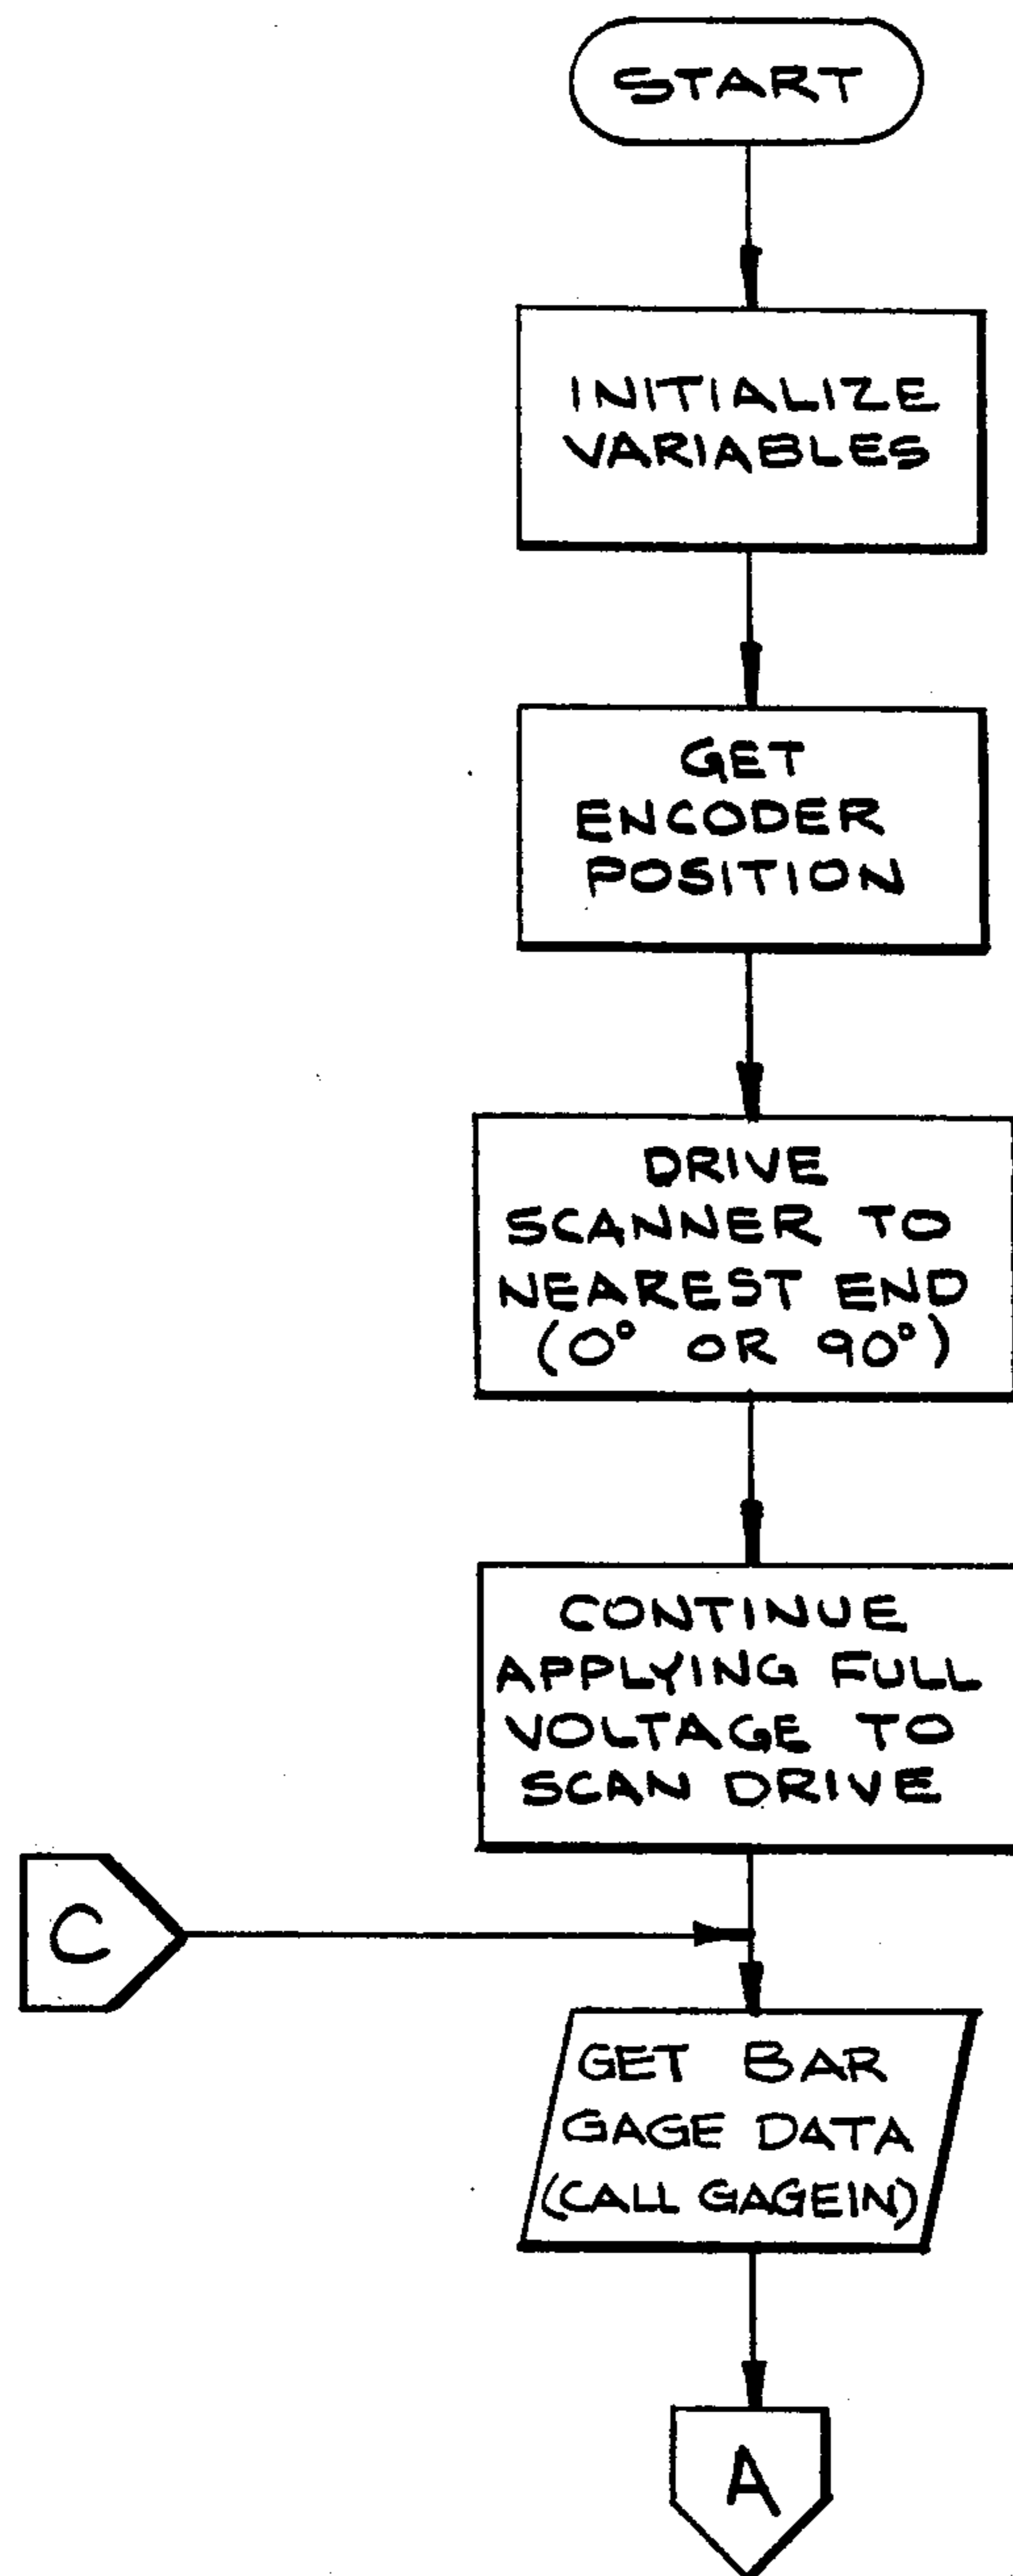 START
INITIALIZE
VARIABLES
GET
ENCODER
POSITION
DRIVE
SCANNER TO
NEAREST END
(0° OR 90°)
CONTINUE
APPLYING FULL
VOLTAGE TO
SCAN DRIVE
C
GET BAR
GAGE DATA
(CALL GAGEIN)
A